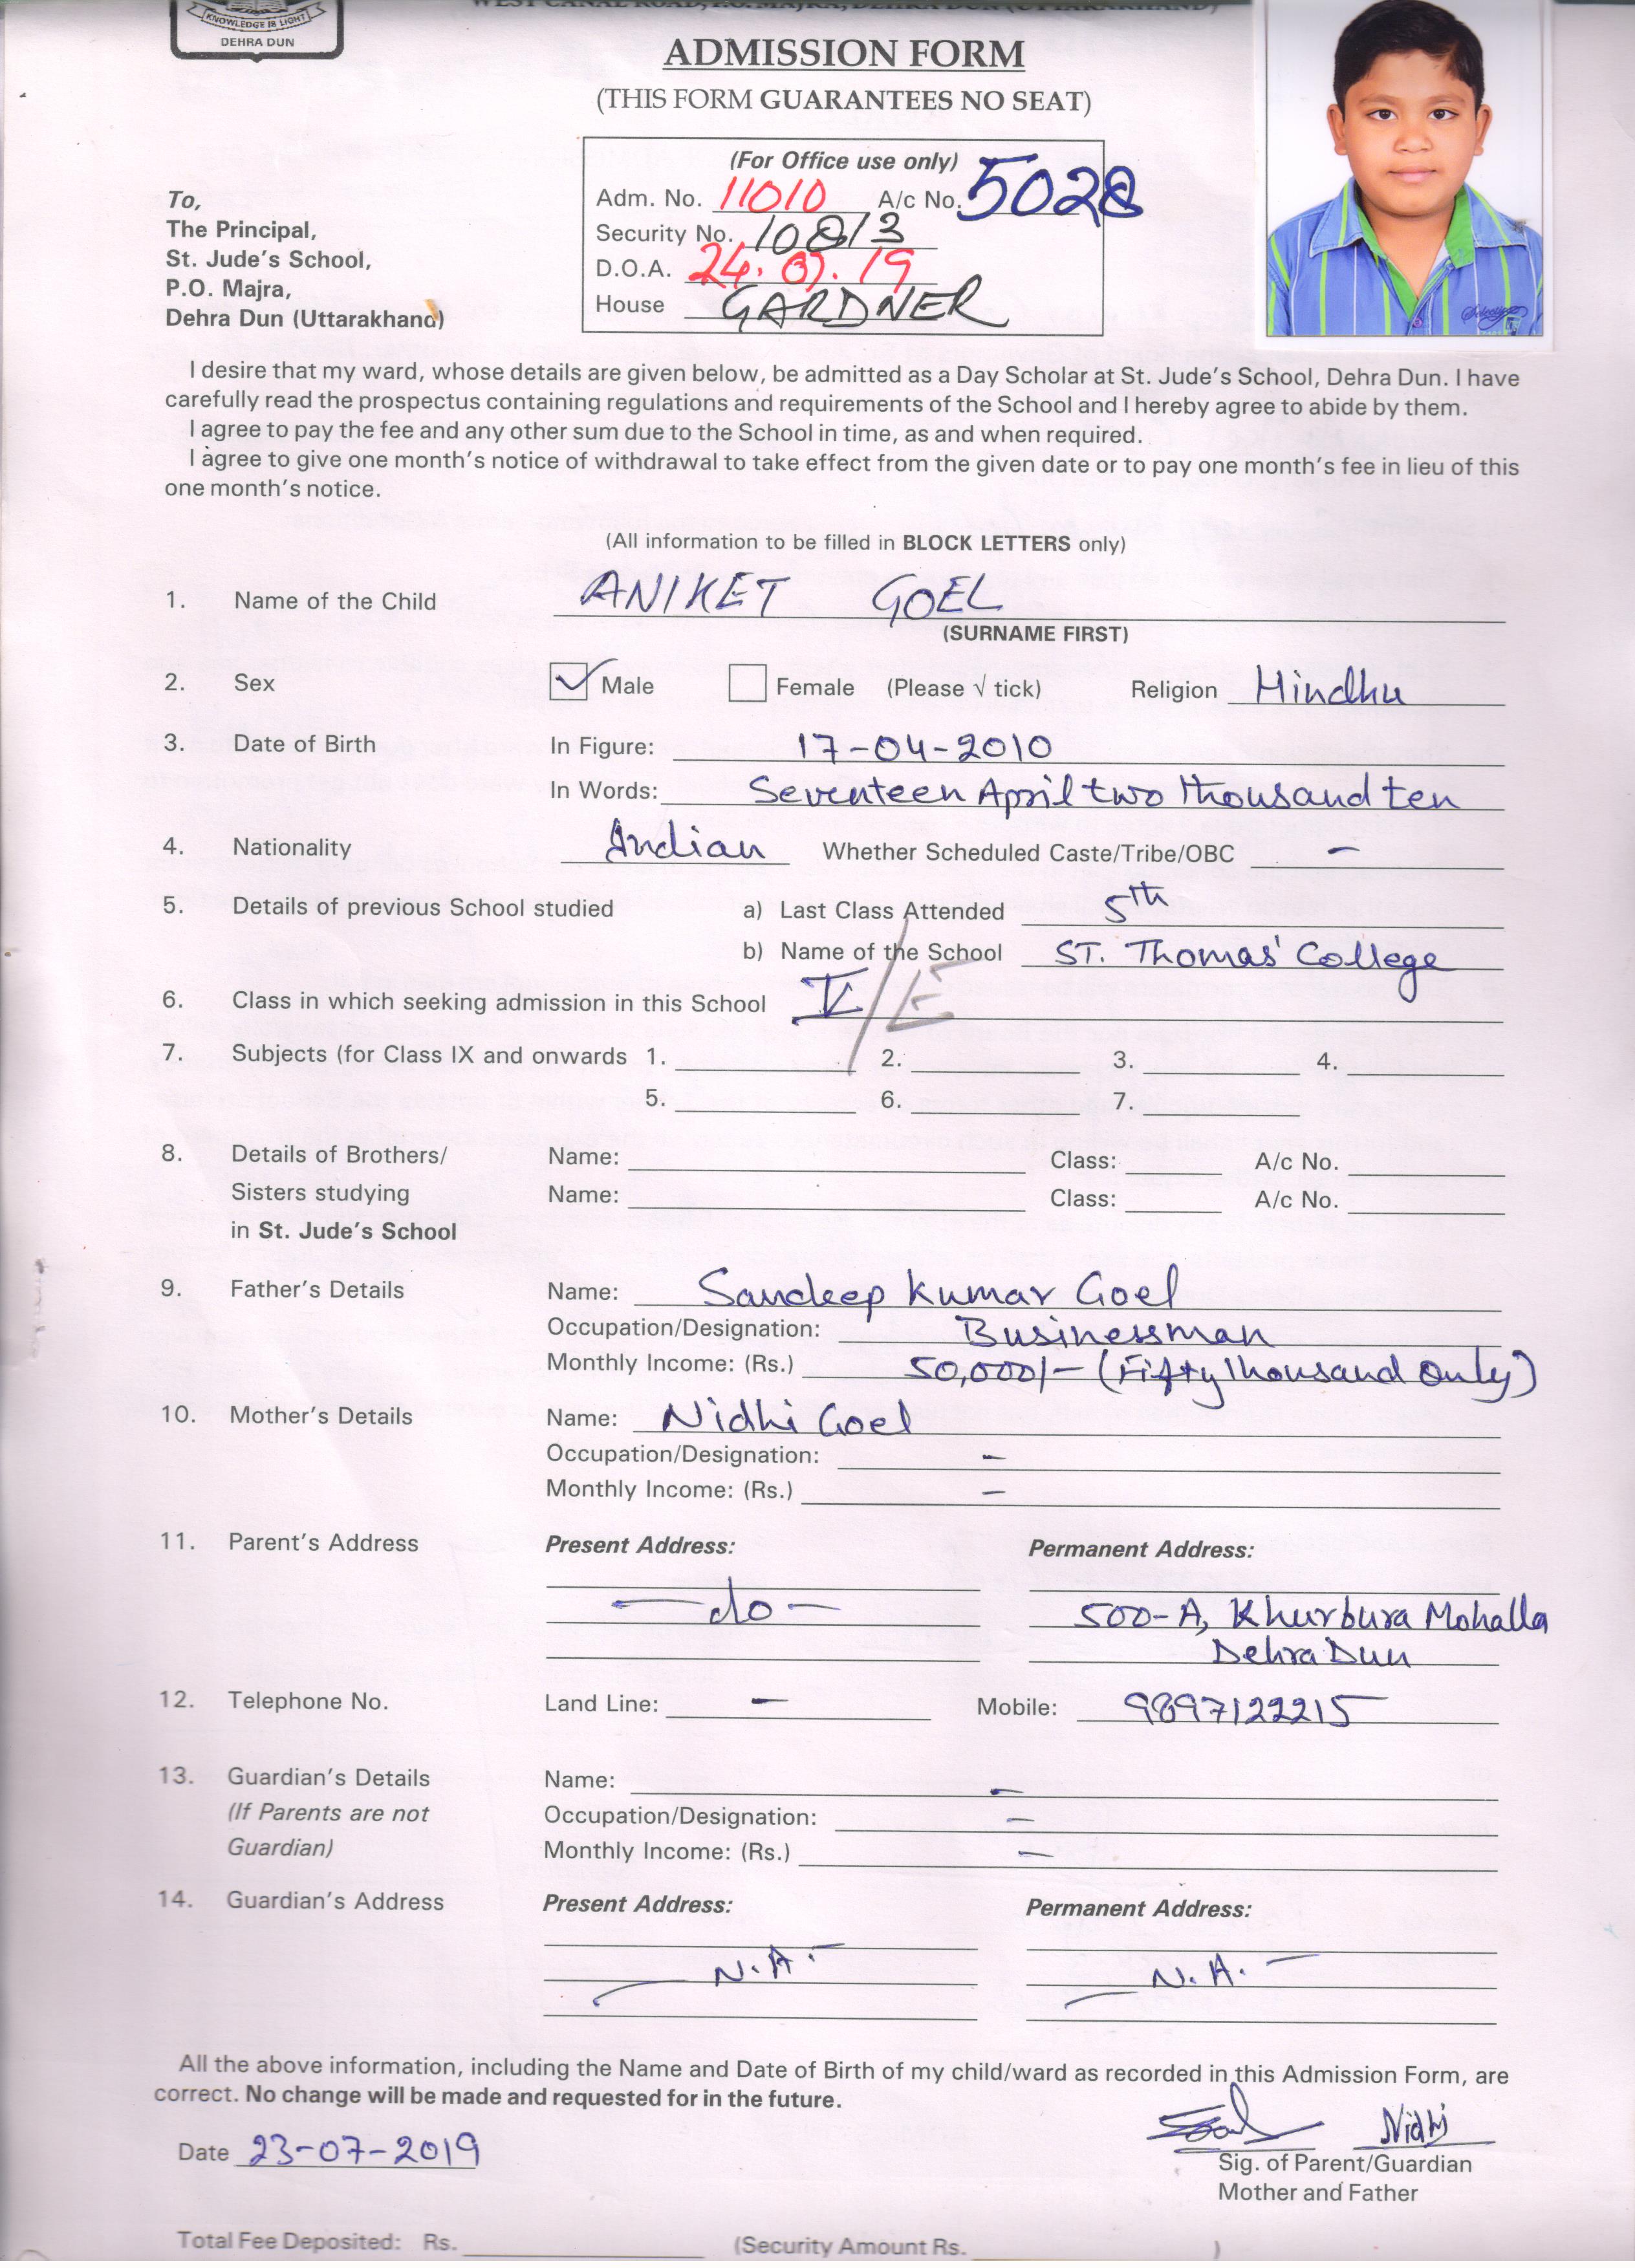 WEST CANAL ROAD, P.O. MAJRA, DEHRA DUN (UTTARAKHAND)
KNOWLEDGE IS LIGHT
DEHRA DUN
ADMISSION FORM
(THIS FORM GUARANTEES NO SEAT)
(For Office use only)
Adm. No. 11010 A/c No. 5028
Security No. 10813
D.O.A. 24. 07. 19
House GARDNER
To,
The Principal,
St. Jude's School,
P.O. Majra,
Dehra Dun (Uttarakhand)
I desire that my ward, whose details are given below, be admitted as a Day Scholar at St. Jude's School, Dehra Dun. I have
carefully read the prospectus containing regulations and requirements of the School and I hereby agree to abide by them.
I agree to pay the fee and any other sum due to the School in time, as and when required.
I agree to give one month's notice of withdrawal to take effect from the given date or to pay one month's fee in lieu of this
one month's notice.
(All information to be filled in BLOCK LETTERS only)
1. Name of the Child ANIKET GOEL
(SURNAME FIRST)
2. Sex Male Female (Please √ tick) Religion Hindhu
3. Date of Birth In Figure: 17-04-2010
In Words: Seventeen April two thousand ten
4. Nationality Indian Whether Scheduled Caste/Tribe/OBC -
5. Details of previous School studied a) Last Class Attended 5th
b) Name of the School ST. Thomas' College
6. Class in which seeking admission in this School V/E
7. Subjects (for Class IX and onwards 1. 2. 3. 4.
5. 6. 7.
8. Details of Brothers/ Name: Class: A/c No.
Sisters studying Name: Class: A/c No.
in St. Jude's School
9. Father's Details Name: Sandeep Kumar Goel
Occupation/Designation: Businessman
Monthly Income: (Rs.) 50,000/- (Fifty Thousand Only)
10. Mother's Details Name: Nidhi Goel
Occupation/Designation: -
Monthly Income: (Rs.) -
11. Parent's Address Present Address: Permanent Address:
- do - 500-A, Khurbura Mohalla
Dehra Dun
12. Telephone No. Land Line: - Mobile: 9897122215
13. Guardian's Details Name: -
(If Parents are not Occupation/Designation: -
Guardian) Monthly Income: (Rs.) -
14. Guardian's Address Present Address: Permanent Address:
- N.A. - - N.A. -
All the above information, including the Name and Date of Birth of my child/ward as recorded in this Admission Form, are
correct. No change will be made and requested for in the future.
Nidhi
Date 23-07-2019
Sig. of Parent/Guardian
Mother and Father
Total Fee Deposited: Rs. (Security Amount Rs. )